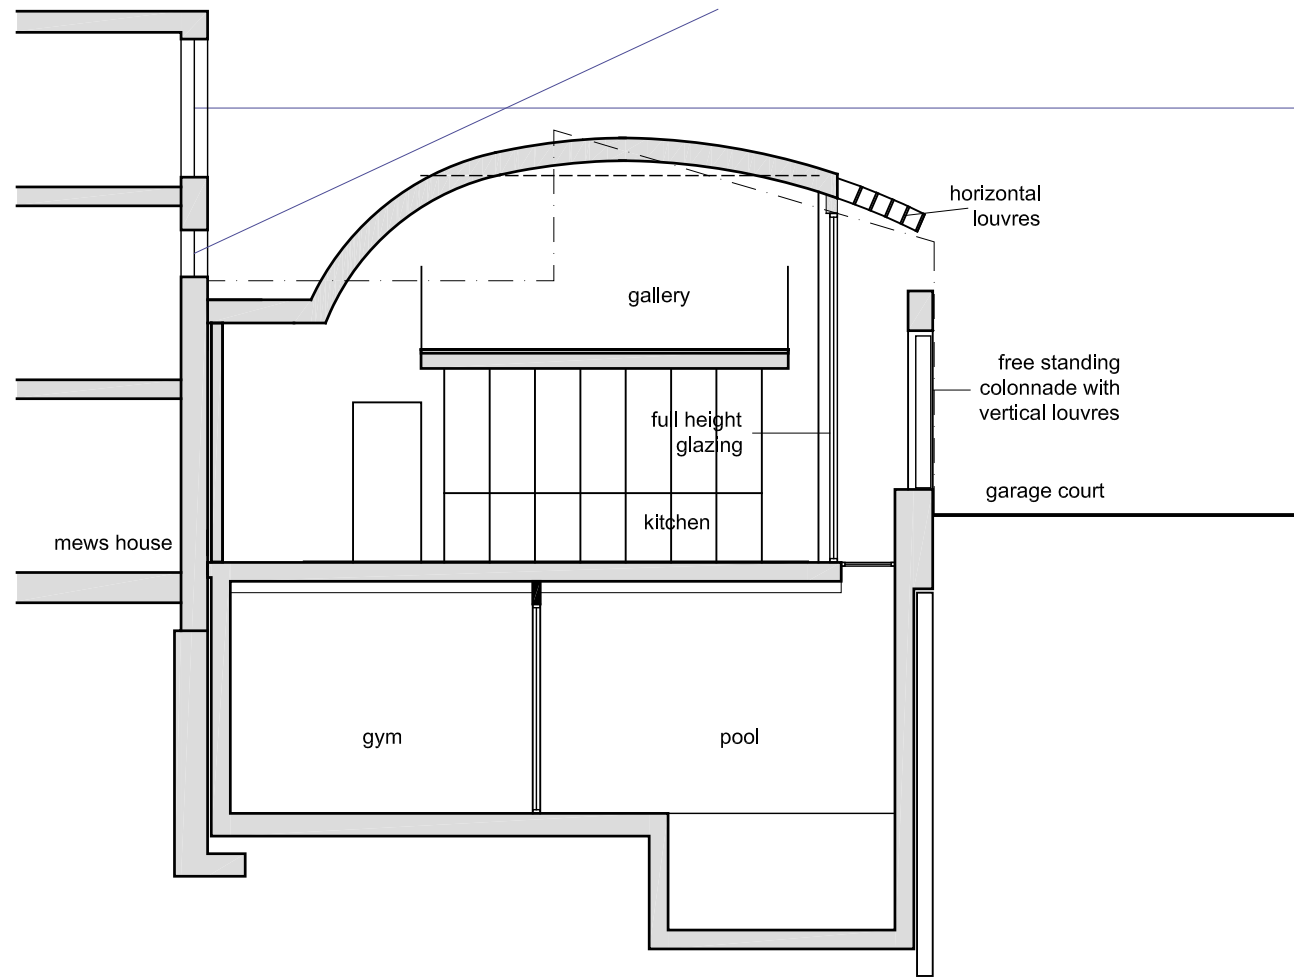 horizontal
louvres
gallery
free standing
colonnade with
vertical louvres
full height
glazing
garage court
kitchen
mews house
gym
pool